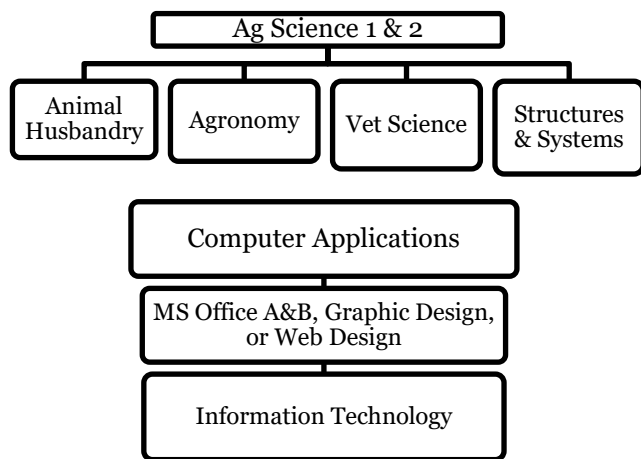 Ag Science 1 & 2
Animal
Husbandry
Agronomy
Vet Science
Structures
& Systems
Computer Applications
MS Office A&B, Graphic Design,
or Web Design
Information Technology